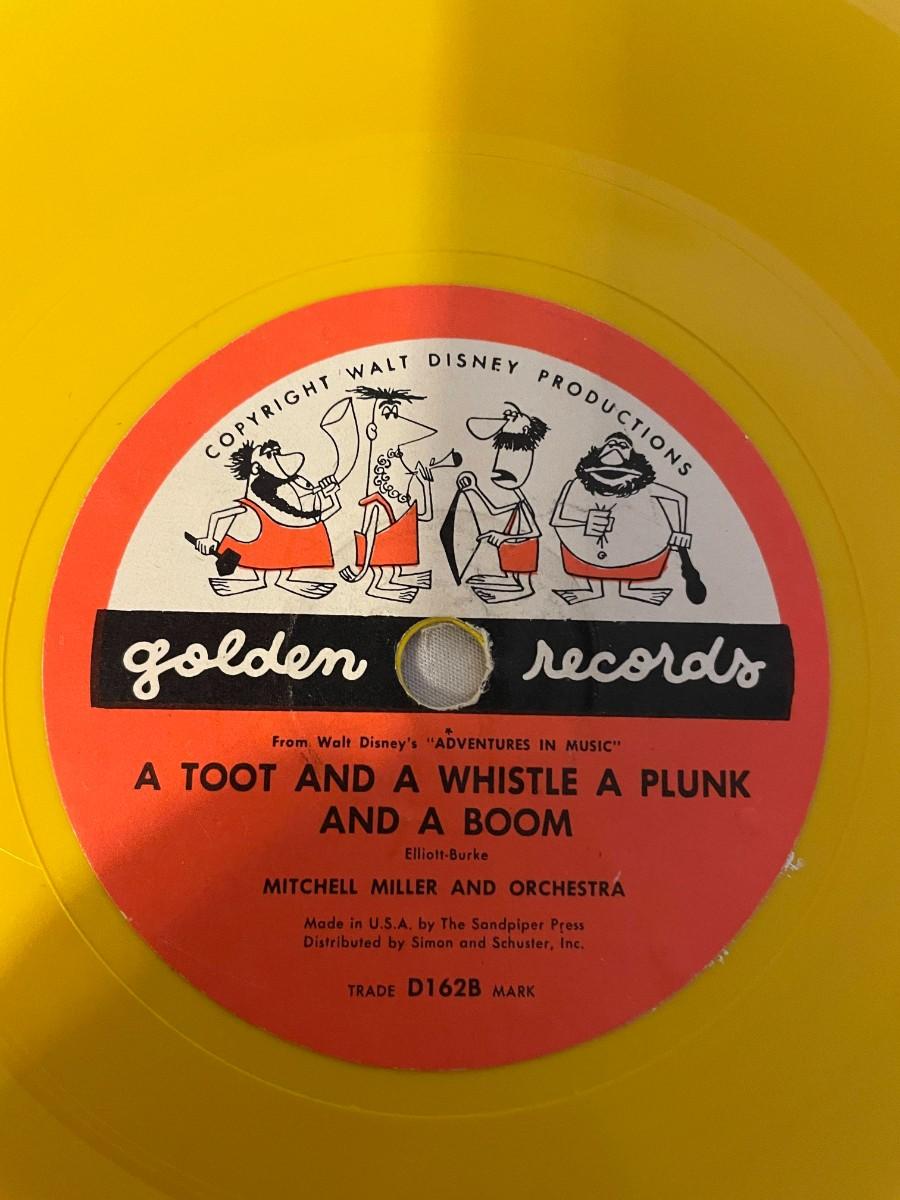 COPYRIGHT WALT DISNEY PRODUCTIONS
golden records
From Walt Disney's "ADVENTURES IN MUSIC"
A TOOT AND A WHISTLE A PLUNK
AND A BOOM
Elliott-Burke
MITCHELL MILLER AND ORCHESTRA
Made in U.S.A. by The Sandpiper Press
Distributed by Simon and Schuster, Inc.
TRADE D162B MARK